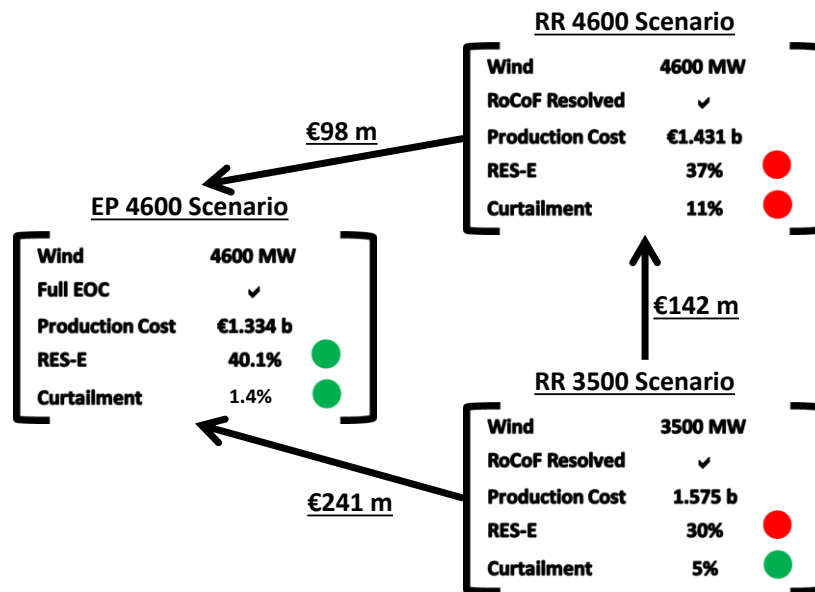 RR 4600 Scenario
Wind 4600 MW
RoCoF Resolved ✓
Production Cost €1.431 b
RES-E 37%
Curtailment 11%
€98 m
EP 4600 Scenario
Wind 4600 MW
Full EOC ✓
Production Cost €1.334 b
RES-E 40.1%
Curtailment 1.4%
€142 m
RR 3500 Scenario
Wind 3500 MW
RoCoF Resolved ✓
Production Cost 1.575 b
RES-E 30%
Curtailment 5%
€241 m